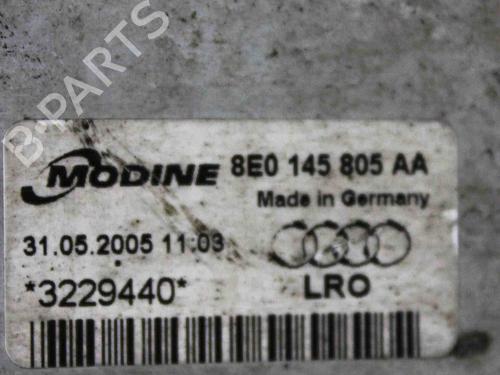 B-PARTS
MODINE 8E0 145 805 AA
Made in Germany
31.05.2005 11:03
*3229440* LRO